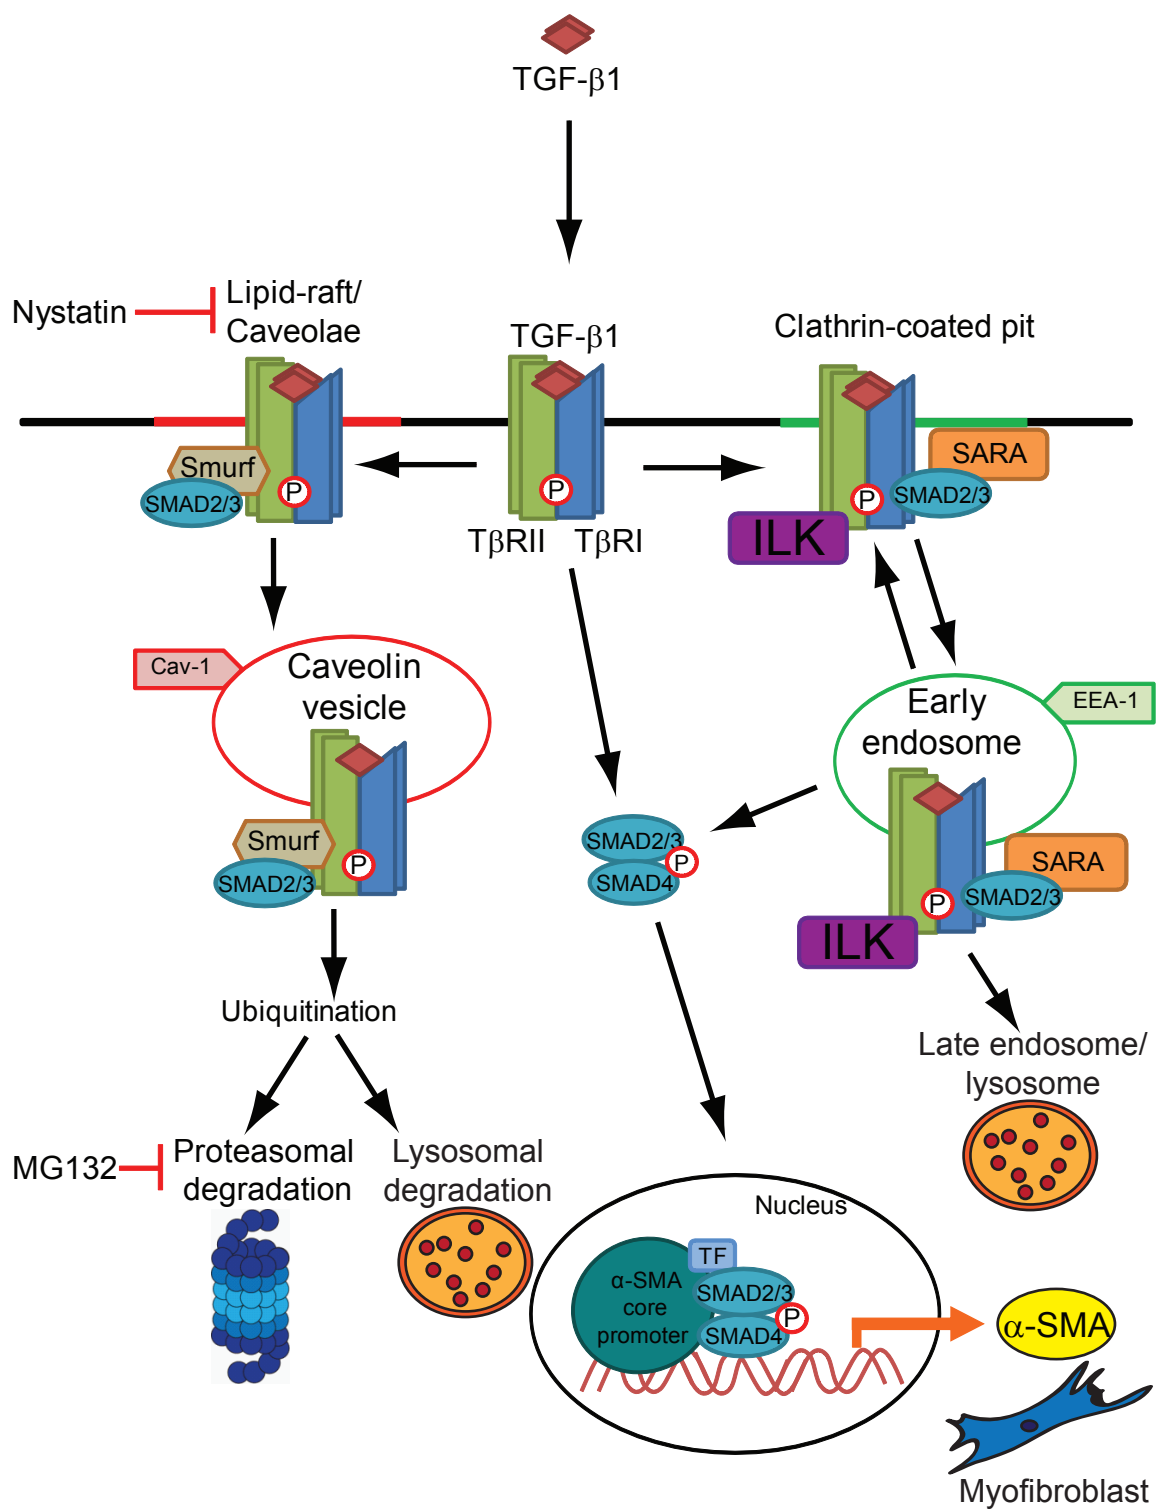 TGF-β1
Nystatin
Lipid-raft/
Caveolae
TGF-β1
Clathrin-coated pit
Smurf
SMAD2/3
P
P
TβRII
TβRI
SARA
SMAD2/3
P
ILK
Cav-1
Caveolin
vesicle
Smurf
SMAD2/3
P
Early
endosome
EEA-1
SARA
SMAD2/3
P
ILK
SMAD2/3
P
SMAD4
Ubiquitination
Late endosome/
lysosome
MG132
Proteasomal
degradation
Lysosomal
degradation
Nucleus
TF
α-SMA
core
promoter
SMAD2/3
P
SMAD4
α-SMA
Myofibroblast